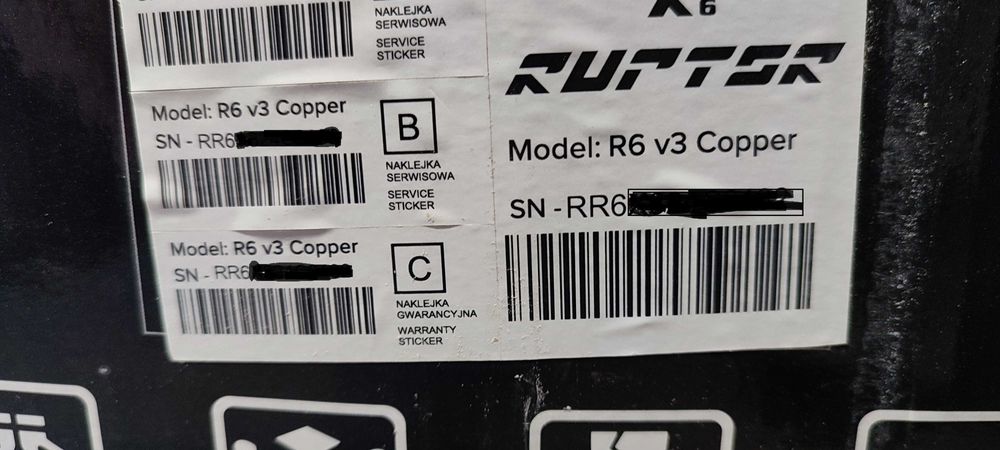 NAKLEJKA
SERWISOWA
SERVICE
STICKER
Model: R6 v3 Copper
SN - RR6
B
NAKLEJKA
SERWISOWA
SERVICE
STICKER
Model: R6 v3 Copper
SN - RR6
C
NAKLEJKA
GWARANCYJNA
WARRANTY
STICKER
6
RUPTOR
Model: R6 v3 Copper
SN - RR6